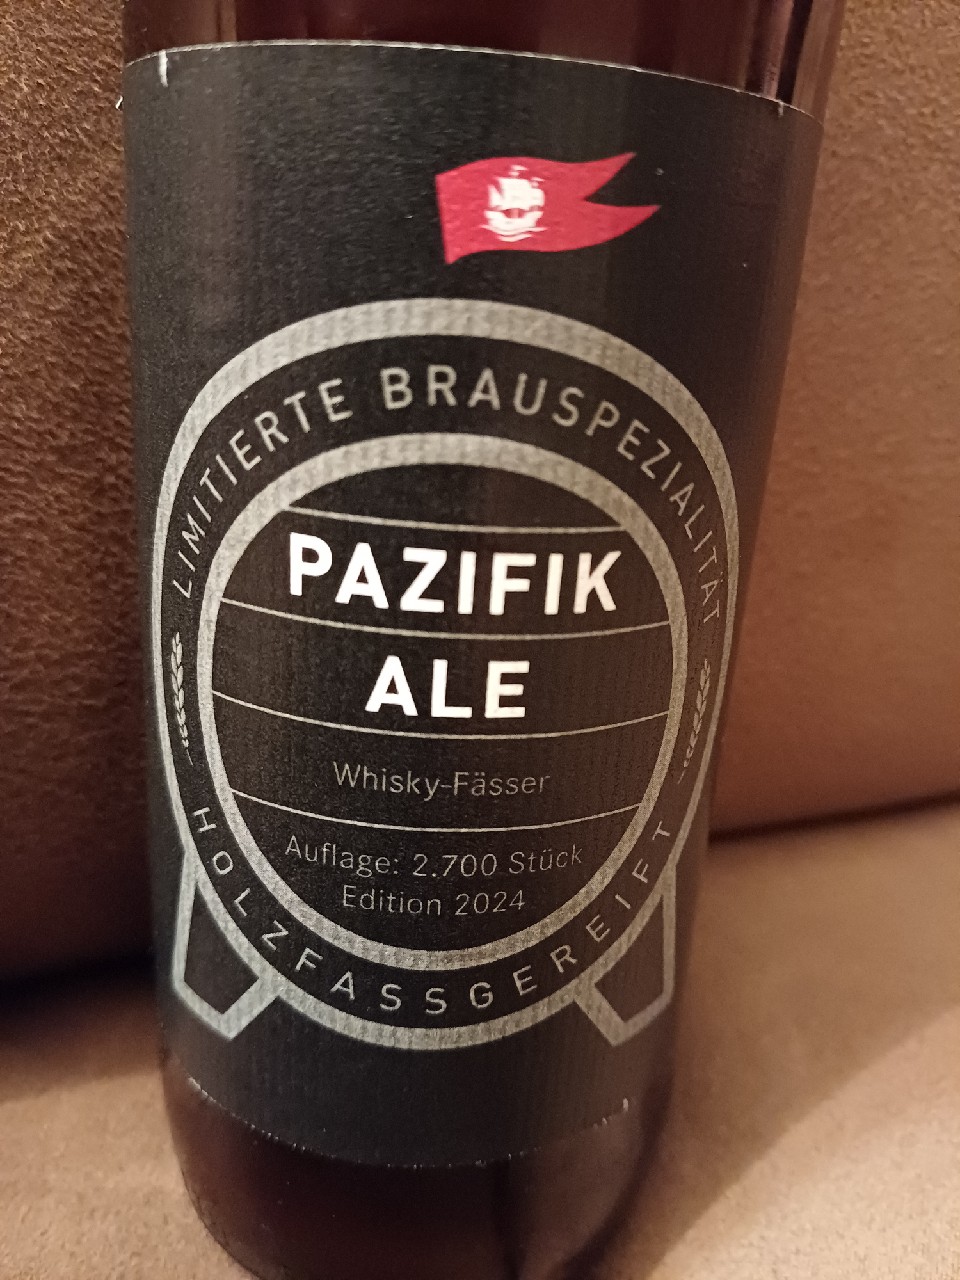 LIMITIERTE BRAUSPEZIALITÄT
PAZIFIK
ALE
Whisky-Fässer
Auflage: 2.700 Stück
Edition 2024
HOLZFASSGEREIFT